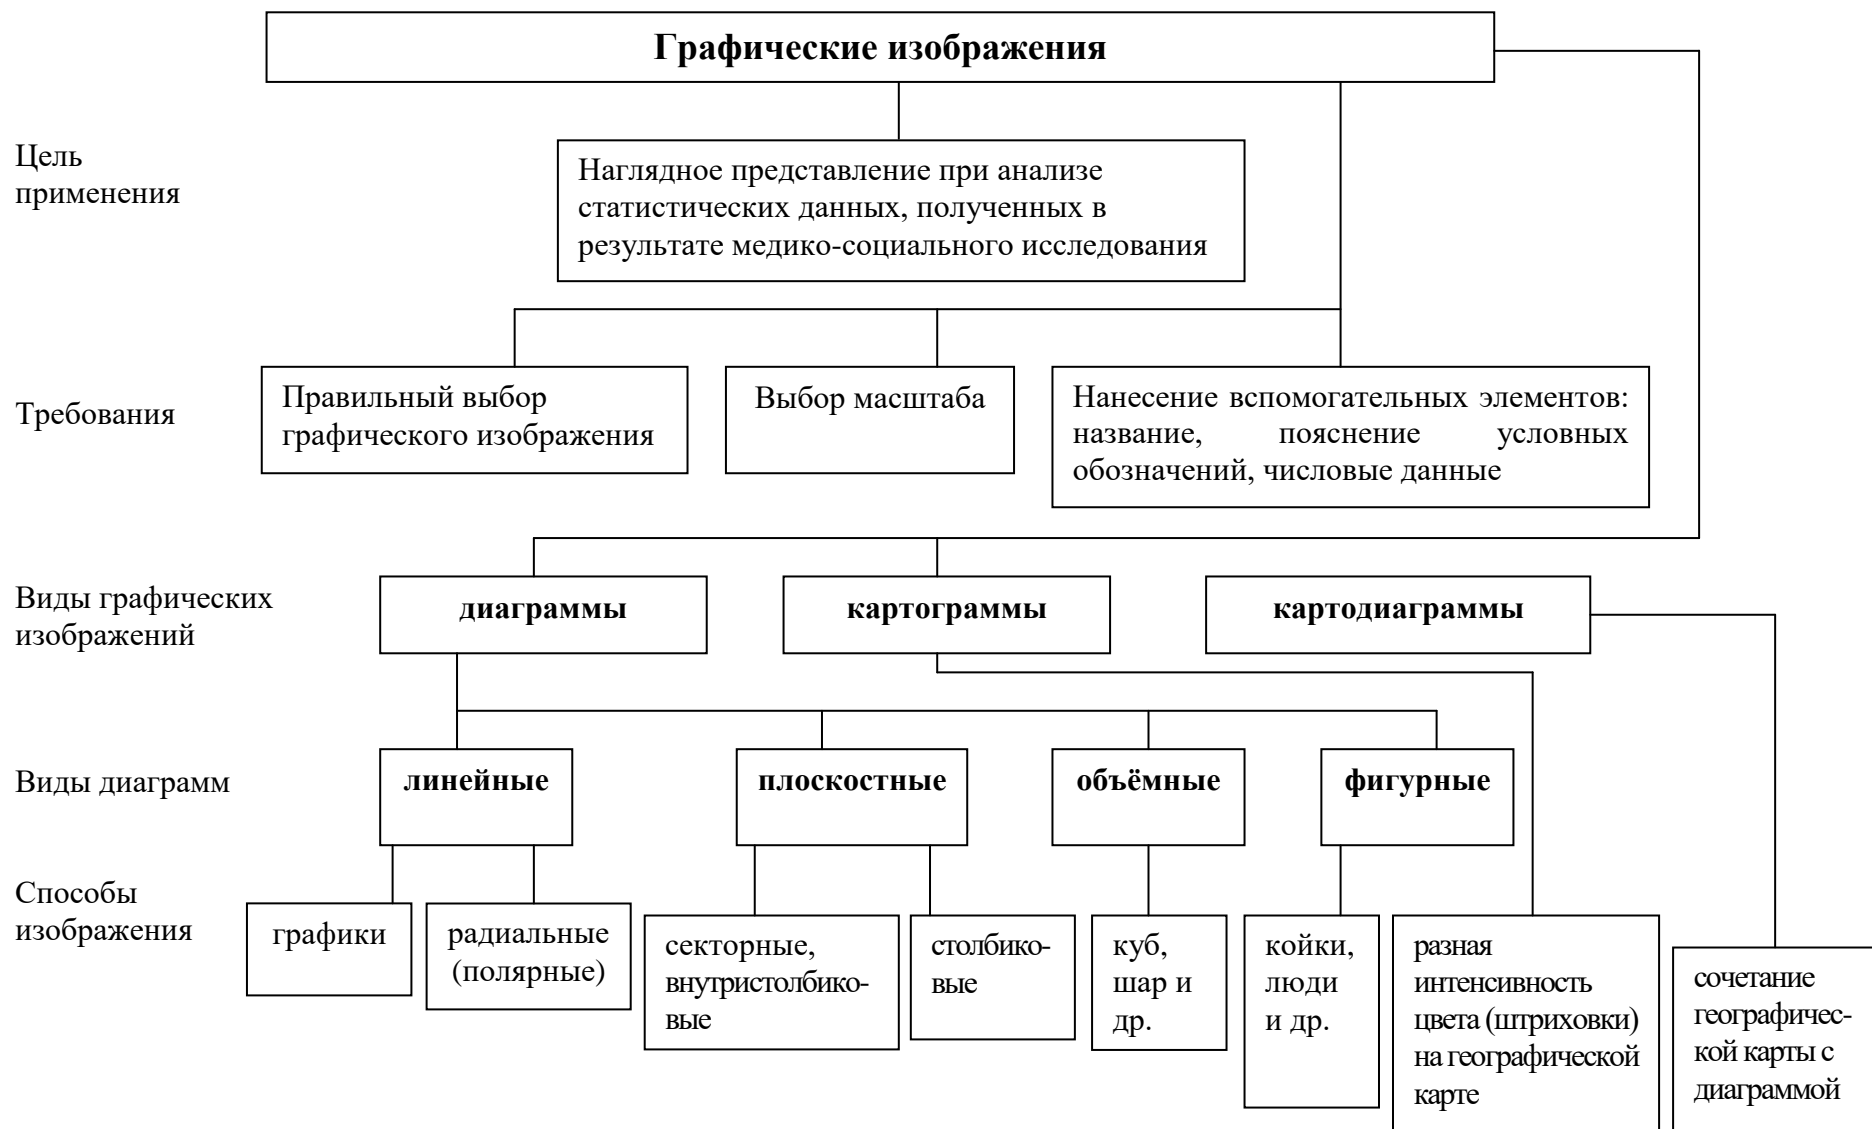 Графические изображения
Цель
применения
Наглядное представление при анализе
статистических данных, полученных в
результате медико-социального исследования
Требования
Правильный выбор
графического изображения
Выбор масштаба
Нанесение вспомогательных элементов:
название, пояснение условных
обозначений, числовые данные
Виды графических
изображений
диаграммы
картограммы
картодиаграммы
Виды диаграмм
линейные
плоскостные
объёмные
фигурные
Способы
изображения
графики
радиальные
(полярные)
секторные,
внутристолбико-
вые
столбико-
вые
куб,
шар и
др.
койки,
люди
и др.
разная
интенсивность
цвета (штриховки)
на географической
карте
сочетание
географичес-
кой карты с
диаграммой